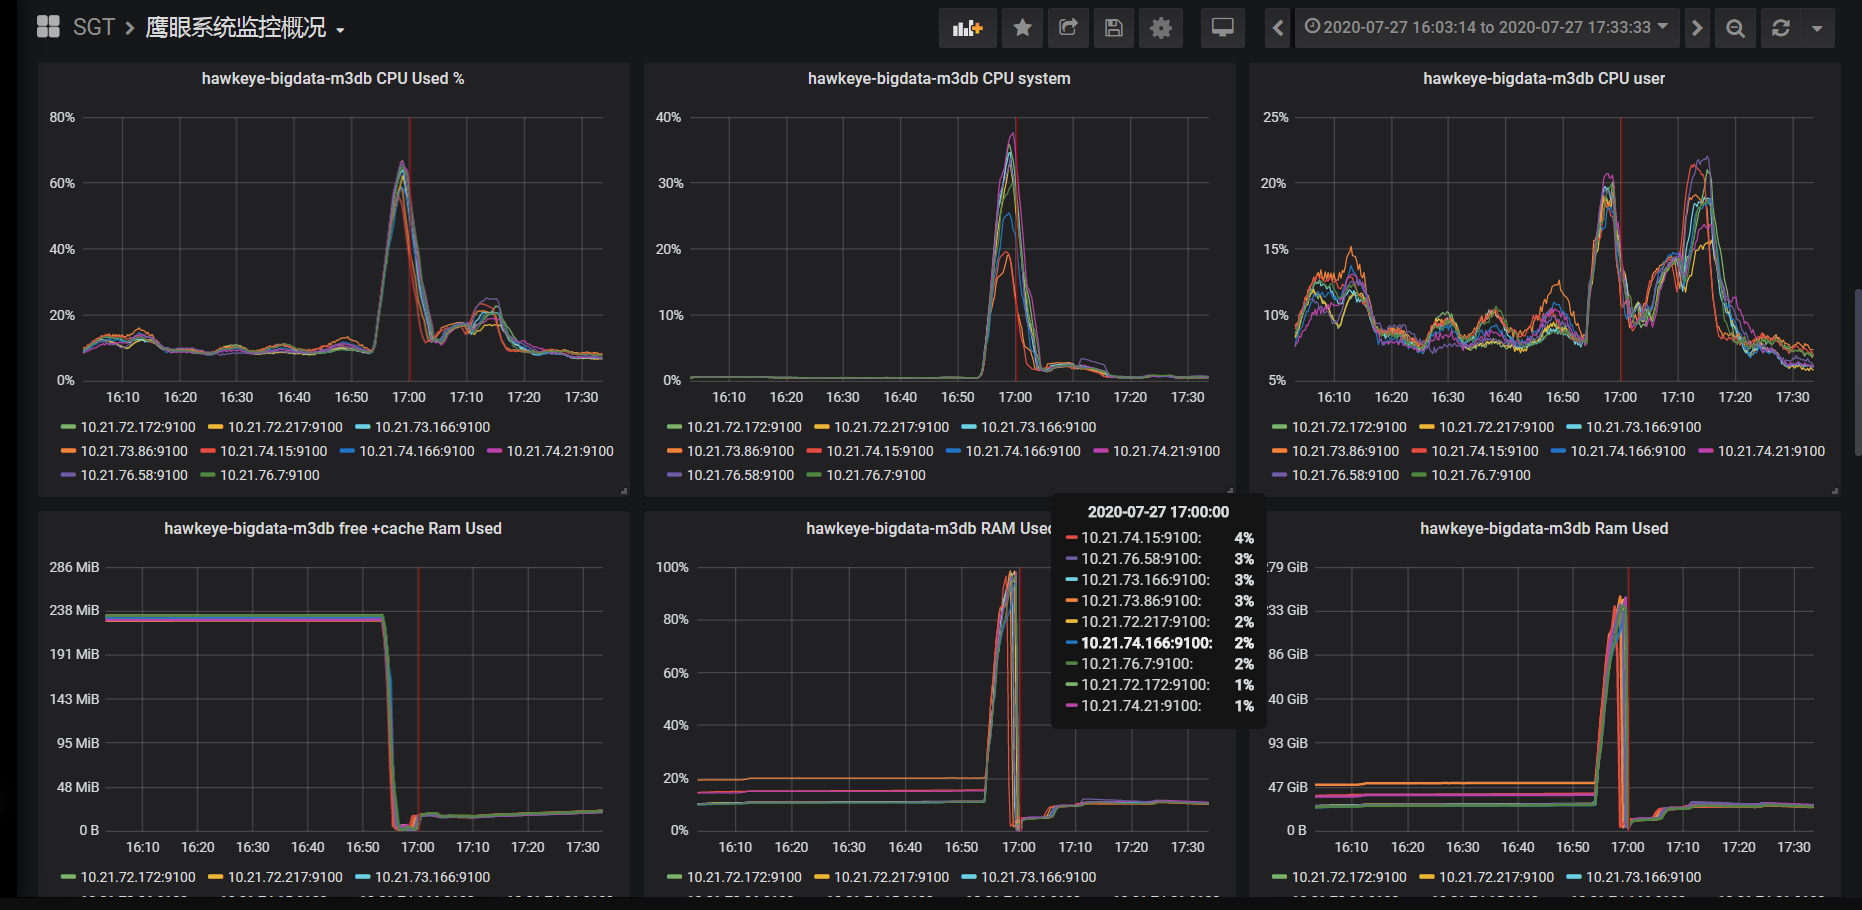 SGT > 鹰眼系统监控概况
2020-07-27 16:03:14 to 2020-07-27 17:33:33
hawkeye-bigdata-m3db CPU Used %
80%
60%
40%
20%
0%
16:10 16:20 16:30 16:40 16:50 17:00 17:10 17:20 17:30
10.21.72.172:9100 10.21.72.217:9100 10.21.73.166:9100
10.21.73.86:9100 10.21.74.15:9100 10.21.74.166:9100 10.21.74.21:9100
10.21.76.58:9100 10.21.76.7:9100
hawkeye-bigdata-m3db CPU system
40%
30%
20%
10%
0%
16:10 16:20 16:30 16:40 16:50 17:00 17:10 17:20 17:30
10.21.72.172:9100 10.21.72.217:9100 10.21.73.166:9100
10.21.73.86:9100 10.21.74.15:9100 10.21.74.166:9100 10.21.74.21:9100
10.21.76.58:9100 10.21.76.7:9100
hawkeye-bigdata-m3db CPU user
25%
20%
15%
10%
5%
16:10 16:20 16:30 16:40 16:50 17:00 17:10 17:20 17:30
10.21.72.172:9100 10.21.72.217:9100 10.21.73.166:9100
10.21.73.86:9100 10.21.74.15:9100 10.21.74.166:9100 10.21.74.21:9100
10.21.76.58:9100 10.21.76.7:9100
hawkeye-bigdata-m3db free +cache Ram Used
286 MiB
238 MiB
191 MiB
143 MiB
95 MiB
48 MiB
0 B
16:10 16:20 16:30 16:40 16:50 17:00 17:10 17:20 17:30
10.21.72.172:9100 10.21.72.217:9100 10.21.73.166:9100
hawkeye-bigdata-m3db RAM Used
100%
80%
60%
40%
20%
0%
16:10 16:20 16:30 16:40 16:50 17:00 17:10 17:20 17:30
10.21.72.172:9100 10.21.72.217:9100 10.21.73.166:9100
2020-07-27 17:00:00
10.21.74.15:9100: 4%
10.21.76.58:9100: 3%
10.21.73.166:9100: 3%
10.21.73.86:9100: 3%
10.21.72.217:9100: 2%
10.21.74.166:9100: 2%
10.21.76.7:9100: 2%
10.21.72.172:9100: 1%
10.21.74.21:9100: 1%
hawkeye-bigdata-m3db Ram Used
79 GiB
33 GiB
86 GiB
40 GiB
93 GiB
47 GiB
0 B
16:10 16:20 16:30 16:40 16:50 17:00 17:10 17:20 17:30
10.21.72.172:9100 10.21.72.217:9100 10.21.73.166:9100